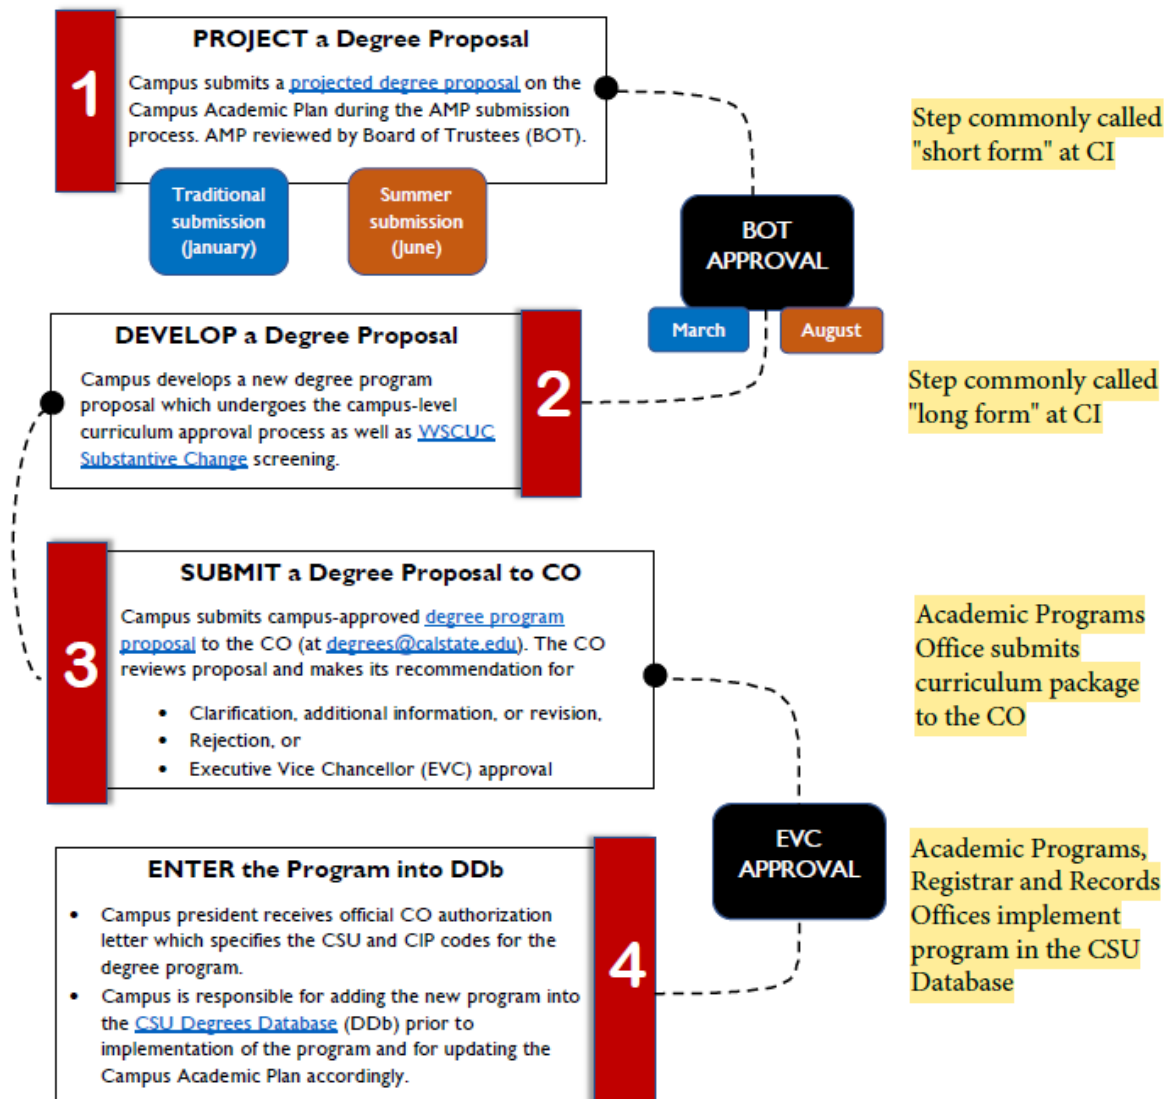 1
PROJECT a Degree Proposal
Campus submits a projected degree proposal on the
Campus Academic Plan during the AMP submission
process. AMP reviewed by Board of Trustees (BOT).
Traditional
submission
(January)
Summer
submission
(June)
Step commonly called
"short form" at CI
BOT
APPROVAL
March
August
DEVELOP a Degree Proposal
Campus develops a new degree program
proposal which undergoes the campus-level
curriculum approval process as well as WSCUC
Substantive Change screening.
2
Step commonly called
"long form" at CI
3
SUBMIT a Degree Proposal to CO
Campus submits campus-approved degree program
proposal to the CO (at degrees@calstate.edu). The CO
reviews proposal and makes its recommendation for
• Clarification, additional information, or revision,
• Rejection, or
• Executive Vice Chancellor (EVC) approval
Academic Programs
Office submits
curriculum package
to the CO
EVC
APPROVAL
ENTER the Program into DDb
• Campus president receives official CO authorization
letter which specifies the CSU and CIP codes for the
degree program.
• Campus is responsible for adding the new program into
the CSU Degrees Database (DDb) prior to
implementation of the program and for updating the
Campus Academic Plan accordingly.
4
Academic Programs,
Registrar and Records
Offices implement
program in the CSU
Database